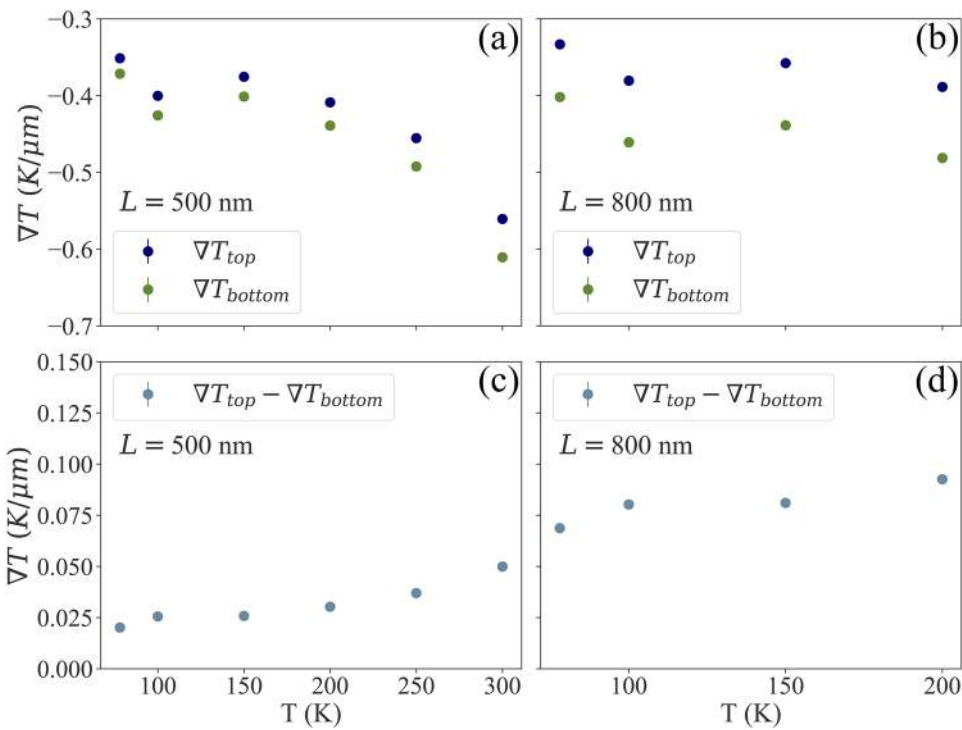 (a)
−0.3
−0.4
−0.5
−0.6
−0.7
∇T (K/μm)
L = 500 nm
∇T_top
∇T_bottom
(b)
L = 800 nm
∇T_top
∇T_bottom
(c)
0.150
0.125
0.100
0.075
0.050
0.025
0.000
∇T (K/μm)
∇T_top − ∇T_bottom
L = 500 nm
100 150 200 250 300
T (K)
(d)
∇T_top − ∇T_bottom
L = 800 nm
100 150 200
T (K)